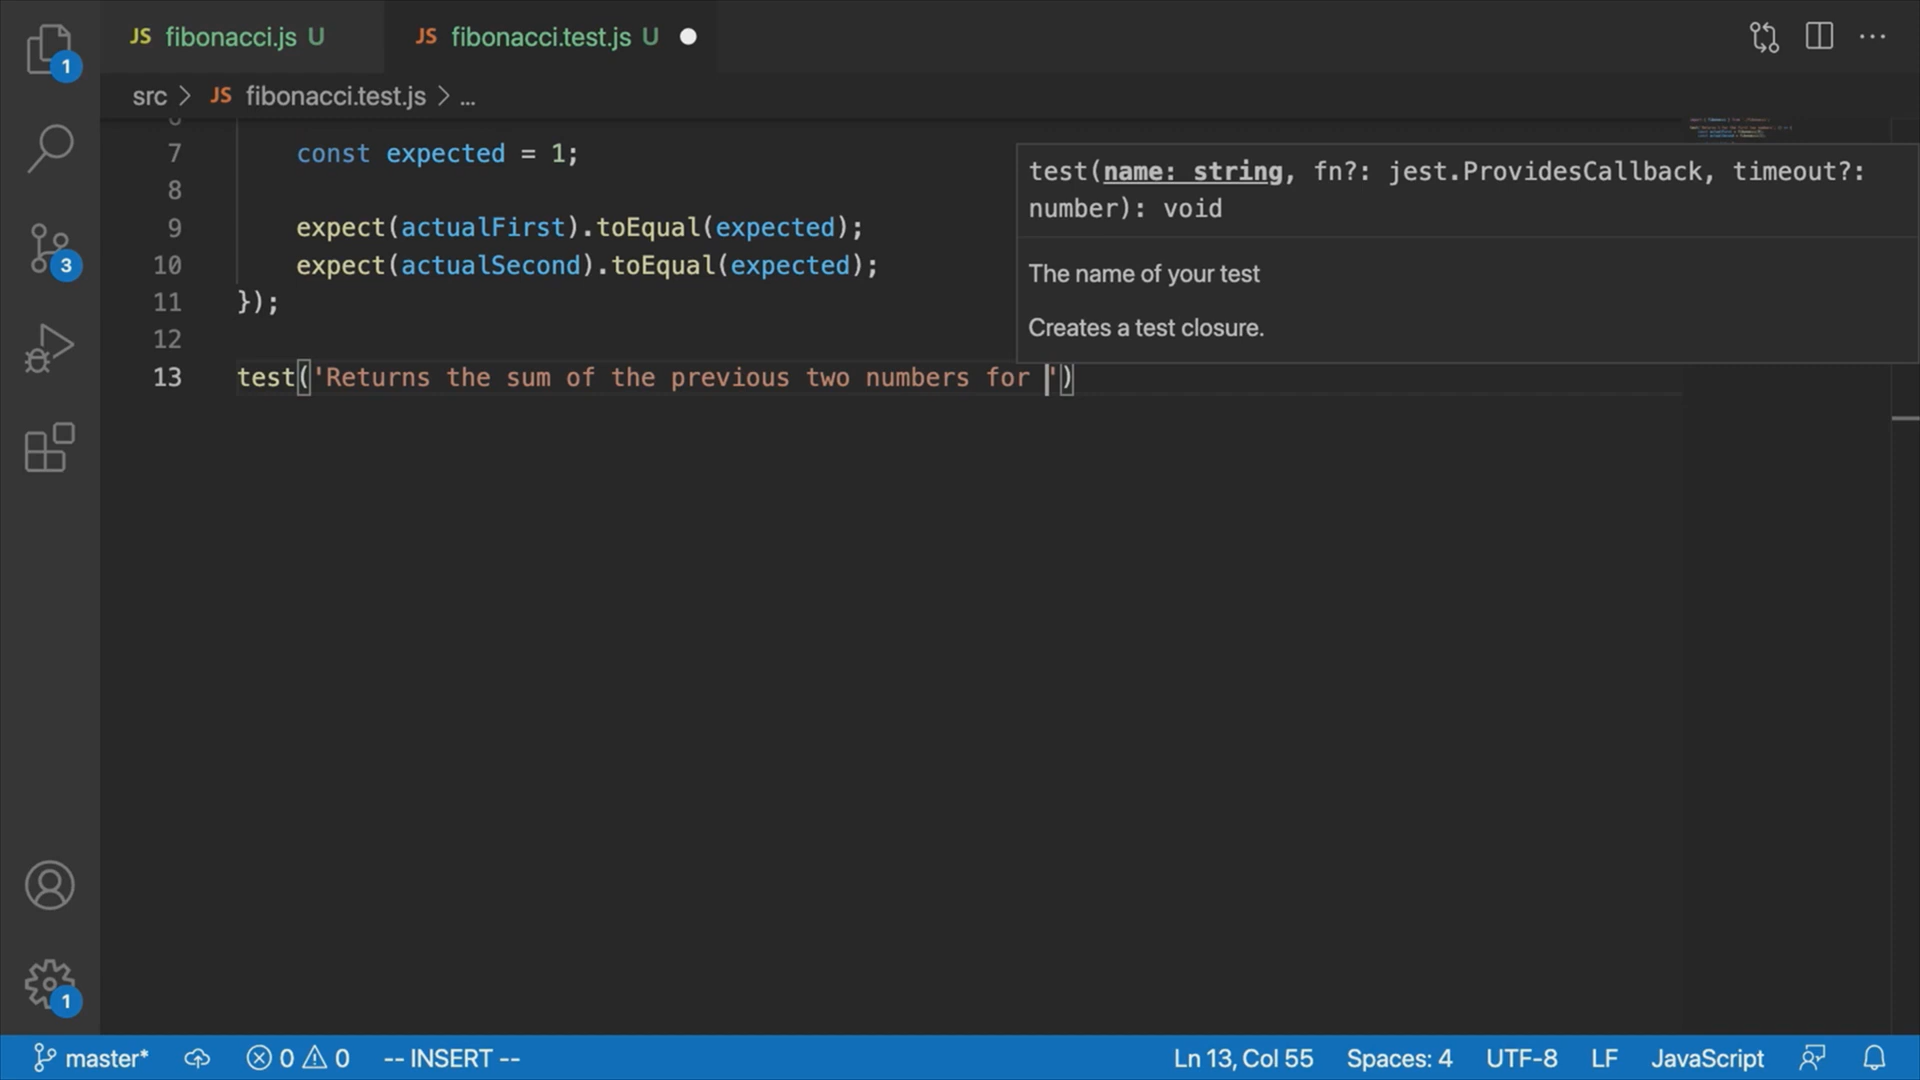 JS fibonacci.js U
JS fibonacci.test.js U
src > JS fibonacci.test.js > ...
7 const expected = 1;
8
9 expect(actualFirst).toEqual(expected);
10 expect(actualSecond).toEqual(expected);
11 });
12
13 test('Returns the sum of the previous two numbers for ')
test(name: string, fn?: jest.ProvidesCallback, timeout?:
number): void
The name of your test
Creates a test closure.
1
3
1
master* 0 0 -- INSERT -- Ln 13, Col 55 Spaces: 4 UTF-8 LF JavaScript